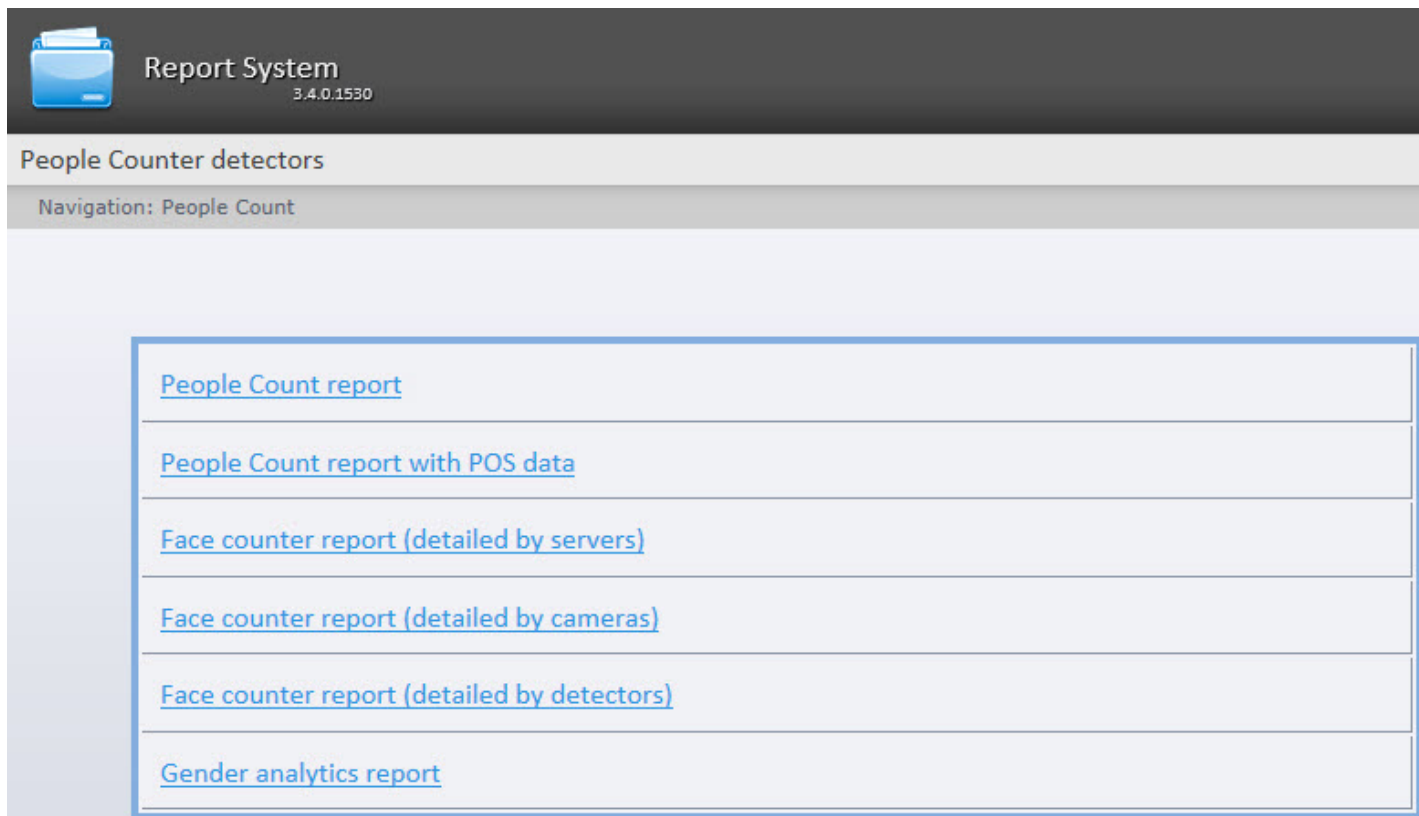 Report System
3.4.0.1530
People Counter detectors
Navigation: People Count
People Count report
People Count report with POS data
Face counter report (detailed by servers)
Face counter report (detailed by cameras)
Face counter report (detailed by detectors)
Gender analytics report